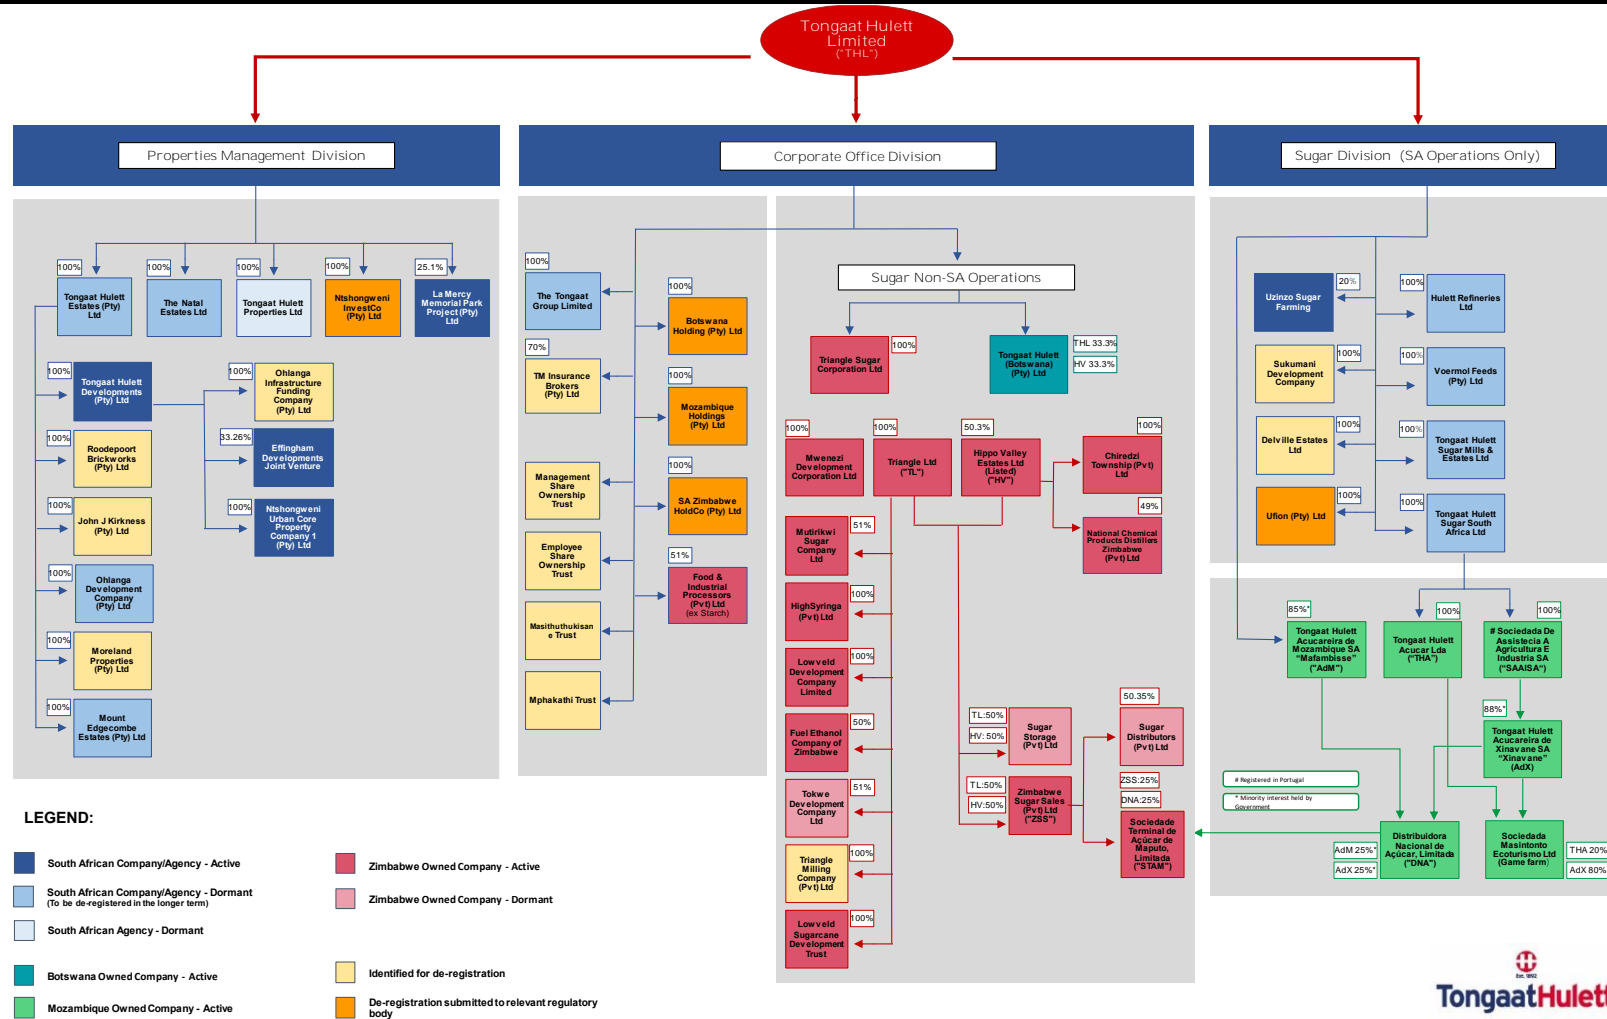 Tongaat Hulett
Limited
("THL")
Properties Management Division
Corporate Office Division
Sugar Division (SA Operations Only)
100%
100%
100%
100%
25.1%
Tongaat Hulett
Estates (Pty)
Ltd
The Natal
Estates Ltd
Tongaat Hulett
Properties Ltd
Ntshongweni
InvestCo
(Pty) Ltd
La Mercy
Memorial Park
Project (Pty)
Ltd
100%
Tongaat Hulett
Developments
(Pty) Ltd
100%
Ohlanga
Infrastructure
Funding
Company
(Pty) Ltd
100%
Roodepoort
Brickworks
(Pty) Ltd
33.26%
Effingham
Developments
Joint Venture
100%
John J Kirkness
(Pty) Ltd
100%
Ntshongweni
Urban Core
Property
Company 1
(Pty) Ltd
100%
Ohlanga
Development
Company
(Pty) Ltd
100%
Moreland
Properties
(Pty) Ltd
100%
Mount
Edgecombe
Estates (Pty) Ltd
100%
The Tongaat
Group Limited
100%
Botswana
Holding (Pty) Ltd
70%
TM Insurance
Brokers
(Pty) Ltd
100%
Mozambique
Holdings
(Pty) Ltd
Management
Share
Ownership
Trust
100%
SA Zimbabwe
HoldCo (Pty) Ltd
Employee
Share
Ownership
Trust
51%
Food &
Industrial
Processors
(Pvt) Ltd
(ex Starch)
Masithuthukisan
e Trust
Mphakathi Trust
Sugar Non-SA Operations
Triangle Sugar
Corporation Ltd
100%
Tongaat Hulett
(Botswana)
(Pty) Ltd
THL 33.3%
HV 33.3%
100%
Mwenezi
Development
Corporation Ltd
100%
Triangle Ltd
("TL")
50.3%
Hippo Valley
Estates Ltd
(Listed)
("HV")
100%
Chiredzi
Township (Pvt)
Ltd
49%
National Chemical
Products Distillers
Zimbabwe
(Pvt) Ltd
Mutirikwi
Sugar
Company
Ltd
51%
HighSyringa
(Pvt) Ltd
100%
Lowveld
Development
Company
Limited
100%
Fuel Ethanol
Company of
Zimbabwe
50%
Tokwe
Development
Company
Ltd
51%
Triangle
Milling
Company
(Pvt) Ltd
100%
Lowveld
Sugarcane
Development
Trust
100%
TL:50%
HV: 50%
Sugar
Storage
(Pvt) Ltd
50.35%
Sugar
Distributors
(Pvt) Ltd
TL:50%
HV:50%
Zimbabwe
Sugar Sales
(Pvt) Ltd
("ZSS")
ZSS:25%
DNA:25%
Sociedade
Terminal de
Açúcar de
Maputo,
Limitada
("STAM")
Uzinzo Sugar
Farming
20%
100%
Hulett Refineries
Ltd
Sukumani
Development
Company
100%
100%
Voermol Feeds
(Pty) Ltd
Delville Estates
Ltd
100%
100%
Tongaat Hulett
Sugar Mills &
Estates Ltd
Ufion (Pty) Ltd
100%
100%
Tongaat Hulett
Sugar South
Africa Ltd
85%*
Tongaat Hulett
Acucareira de
Mozambique SA
"Mafambisse"
("AdM")
100%
Tongaat Hulett
Acucar Lda
("THA")
100%
# Sociedada De
Assistecia A
Agricultura E
Industria SA
("SAAISA")
88%*
Tongaat Hulett
Acucareira de
Xinavane SA
"Xinavane"
(AdX)
# Registered in Portugal
* Minority interest held by
Government
AdM 25%*
AdX 25%*
Distribuidora
Nacional de
Açúcar, Limitada
("DNA")
Sociedada
Masintonto
Ecoturismo Ltd
(Game farm)
THA 20%
AdX 80%
LEGEND:
South African Company/Agency - Active
South African Company/Agency - Dormant
(To be de-registered in the longer term)
South African Agency - Dormant
Botswana Owned Company - Active
Mozambique Owned Company - Active
Zimbabwe Owned Company - Active
Zimbabwe Owned Company - Dormant
Identified for de-registration
De-registration submitted to relevant regulatory
body
Est. 1892
TongaatHulett